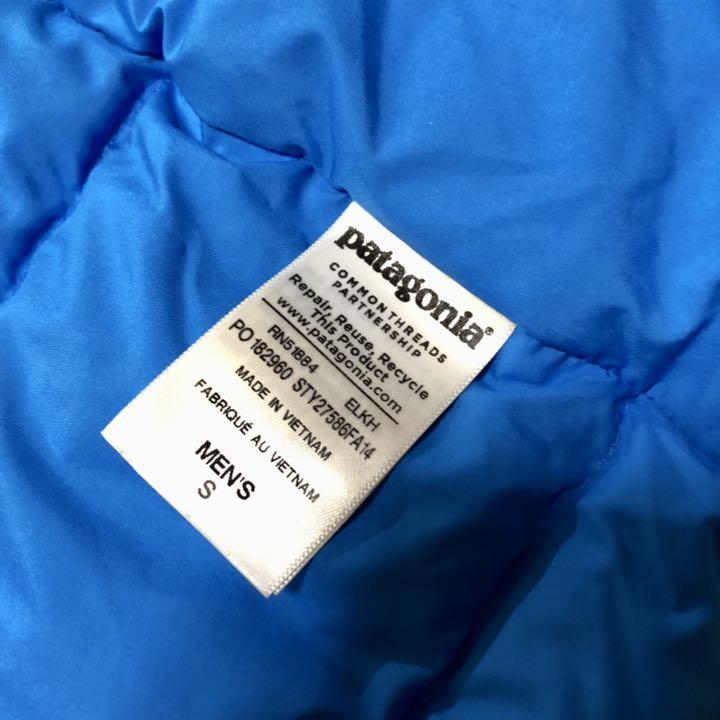 patagonia®
COMMON THREADS
PARTNERSHIP
Repair, Reuse, Recycle
This Product
www.patagonia.com
RN51884 ELKH
PO 182960 STY27586FA14
MADE IN VIETNAM
FABRIQUÉ AU VIETNAM
MEN'S
S